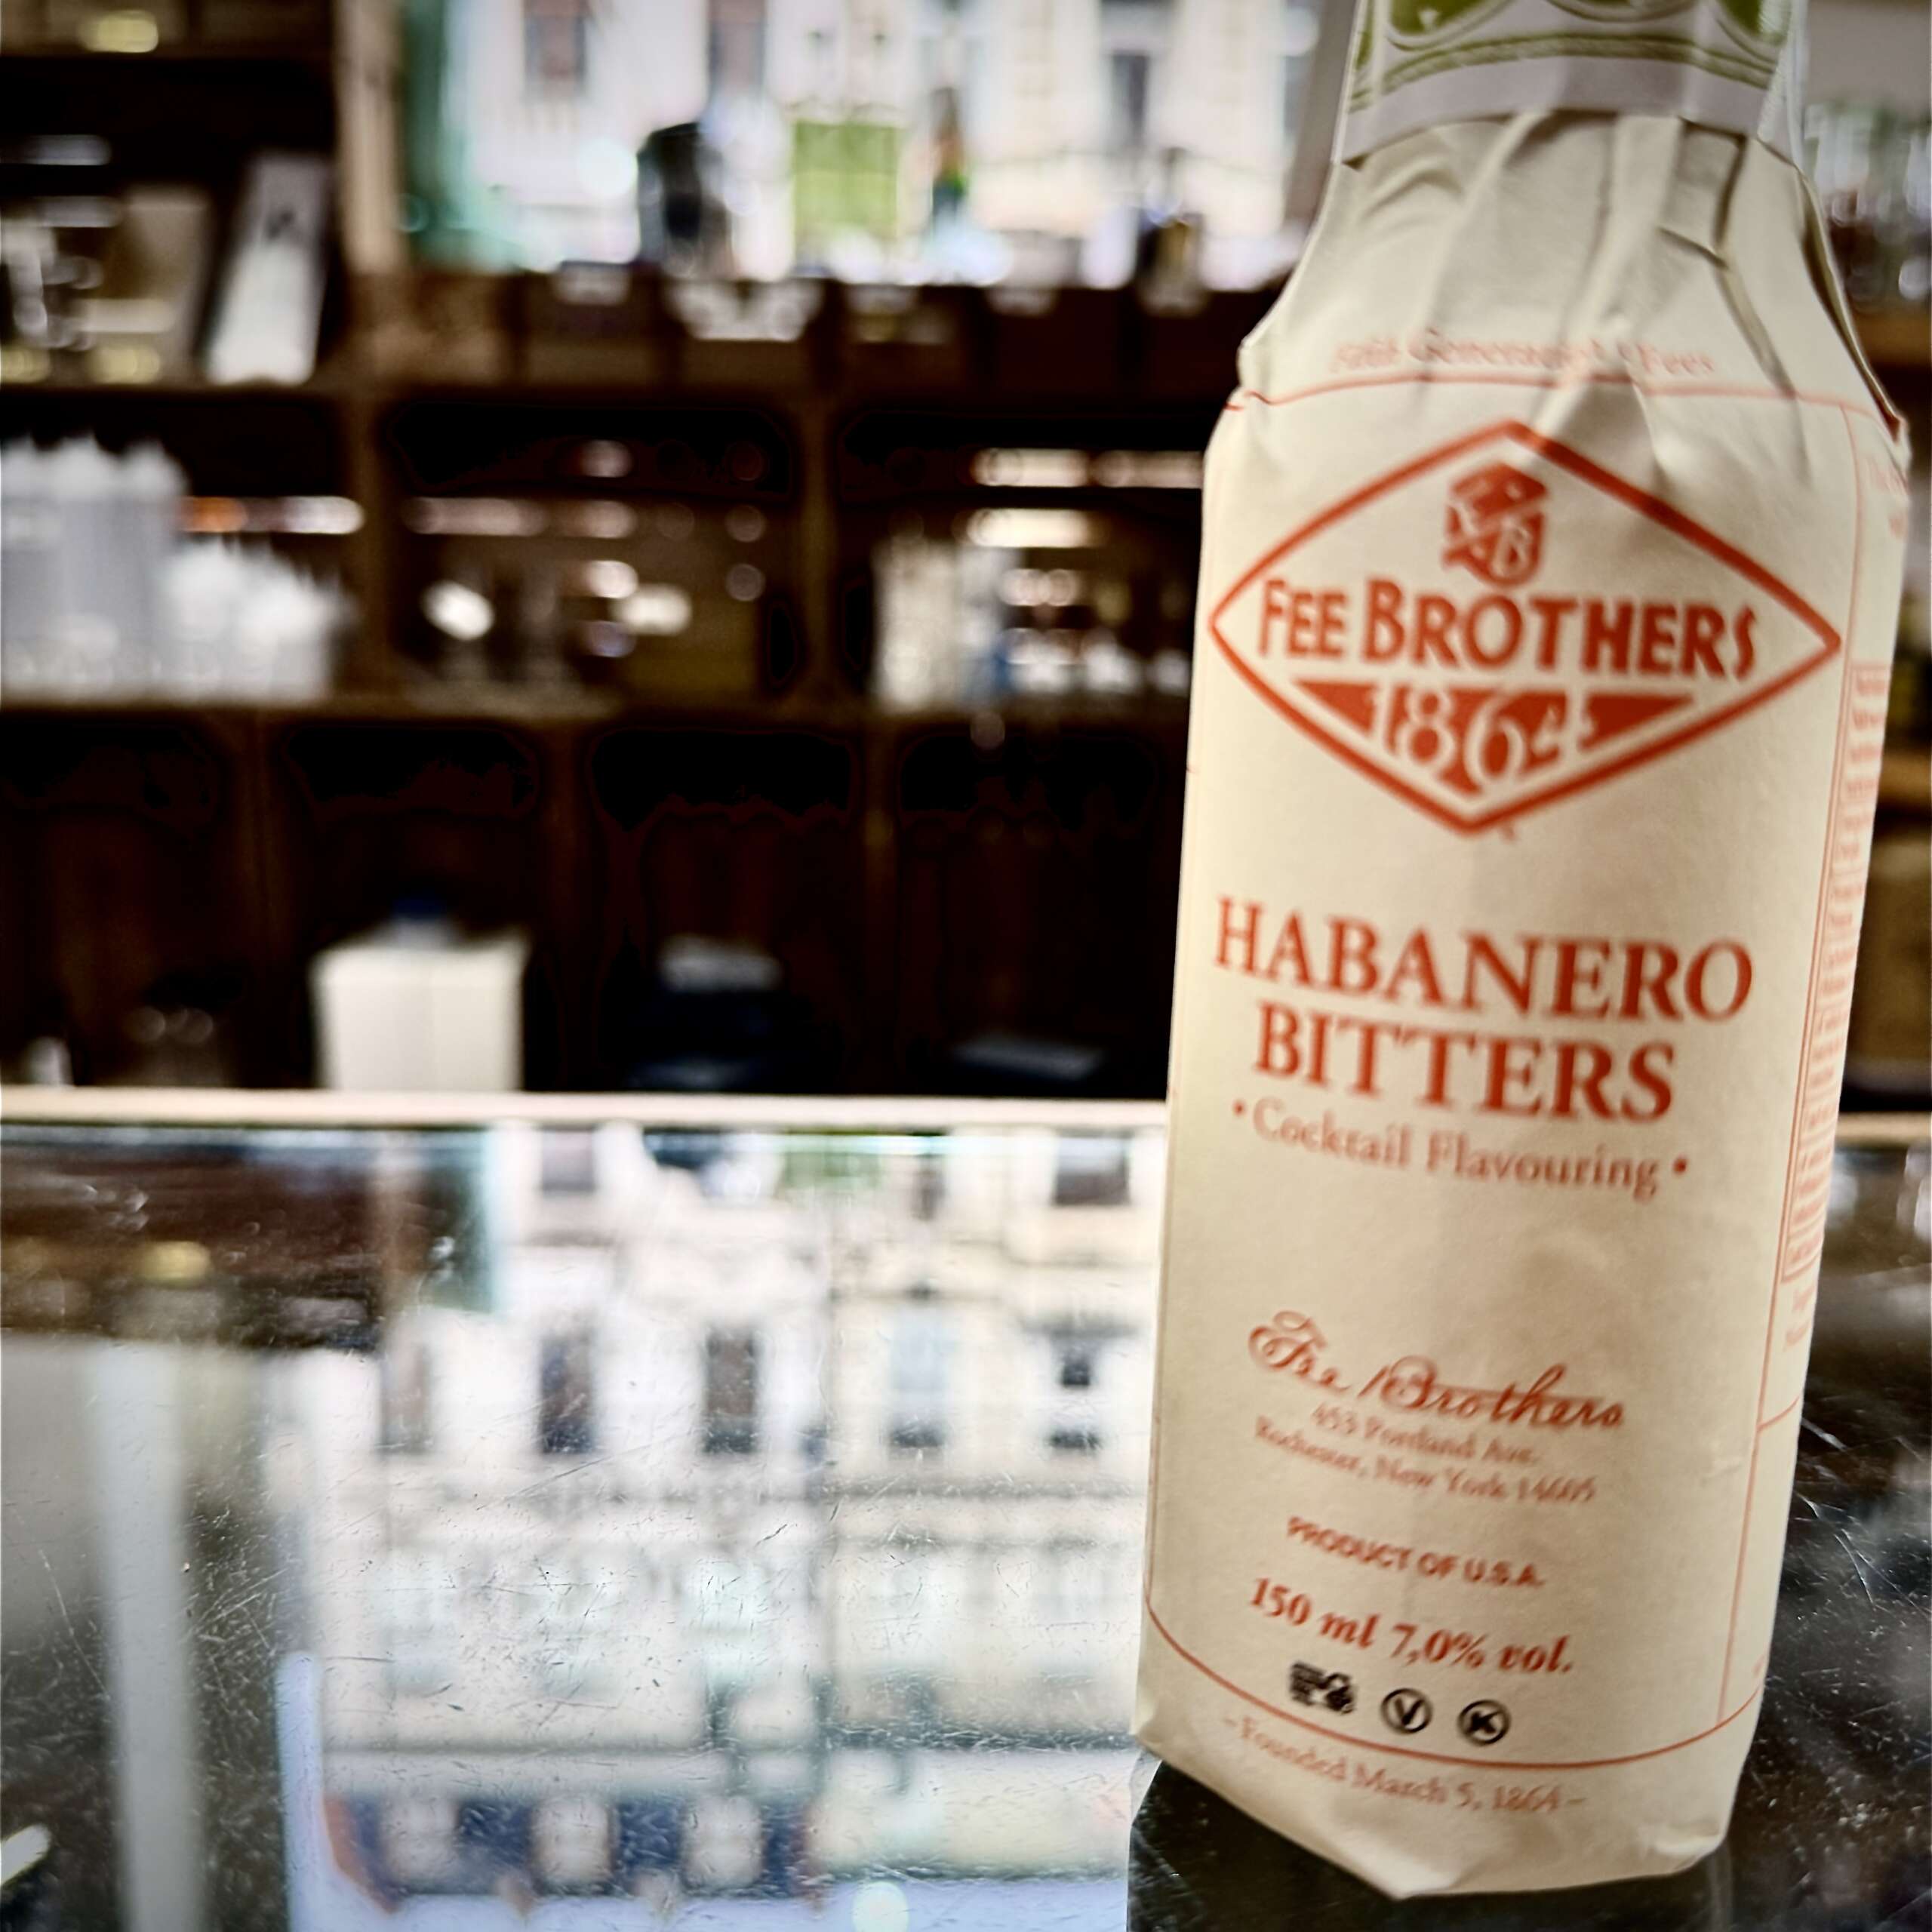 FEE BROTHERS
1864
HABANERO
BITTERS
• Cocktail Flavouring •
Fee Brothers
453 Portland Ave.
Rochester, New York 14605
PRODUCT OF U.S.A.
150 ml 7,0% vol.
V K
-Founded March 5, 1864-